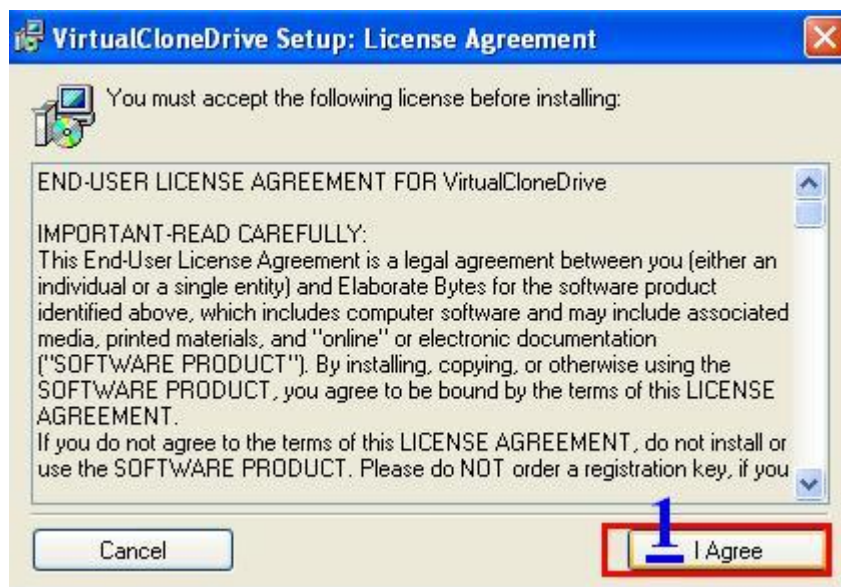 VirtualCloneDrive Setup: License Agreement
You must accept the following license before installing:
END-USER LICENSE AGREEMENT FOR VirtualCloneDrive
IMPORTANT-READ CAREFULLY:
This End-User License Agreement is a legal agreement between you (either an
individual or a single entity) and Elaborate Bytes for the software product
identified above, which includes computer software and may include associated
media, printed materials, and "online" or electronic documentation
("SOFTWARE PRODUCT"). By installing, copying, or otherwise using the
SOFTWARE PRODUCT, you agree to be bound by the terms of this LICENSE
AGREEMENT.
If you do not agree to the terms of this LICENSE AGREEMENT, do not install or
use the SOFTWARE PRODUCT. Please do NOT order a registration key, if you
Cancel
1
I Agree